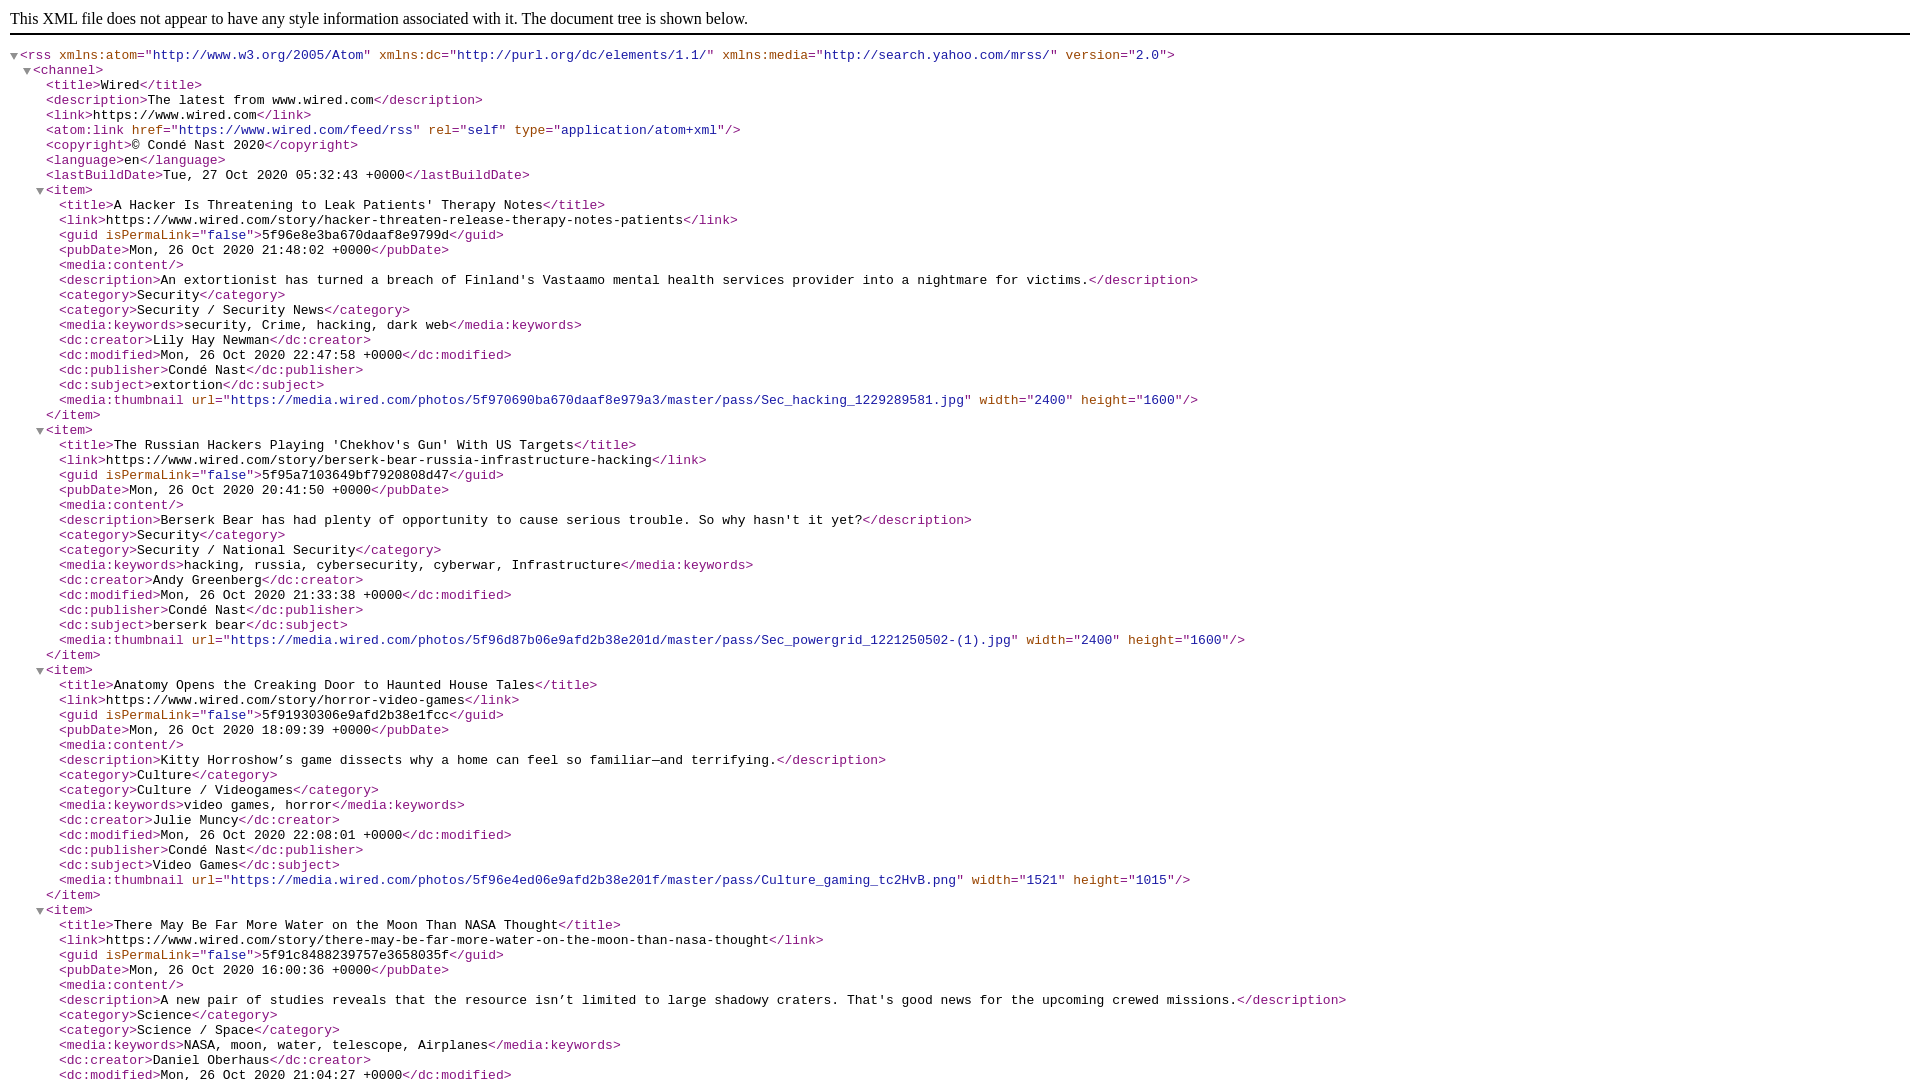 This XML file does not appear to have any style information associated with it. The document tree is shown below.
<rss xmlns:atom="http://www.w3.org/2005/Atom" xmlns:dc="http://purl.org/dc/elements/1.1/" xmlns:media="http://search.yahoo.com/mrss/" version="2.0">
<channel>
<title>Wired</title>
<description>The latest from www.wired.com</description>
<link>https://www.wired.com</link>
<atom:link href="https://www.wired.com/feed/rss" rel="self" type="application/atom+xml"/>
<copyright>© Condé Nast 2020</copyright>
<language>en</language>
<lastBuildDate>Tue, 27 Oct 2020 05:32:43 +0000</lastBuildDate>
<item>
<title>A Hacker Is Threatening to Leak Patients' Therapy Notes</title>
<link>https://www.wired.com/story/hacker-threaten-release-therapy-notes-patients</link>
<guid isPermaLink="false">5f96e8e3ba670daaf8e9799d</guid>
<pubDate>Mon, 26 Oct 2020 21:48:02 +0000</pubDate>
<media:content/>
<description>An extortionist has turned a breach of Finland's Vastaamo mental health services provider into a nightmare for victims.</description>
<category>Security</category>
<category>Security / Security News</category>
<media:keywords>security, Crime, hacking, dark web</media:keywords>
<dc:creator>Lily Hay Newman</dc:creator>
<dc:modified>Mon, 26 Oct 2020 22:47:58 +0000</dc:modified>
<dc:publisher>Condé Nast</dc:publisher>
<dc:subject>extortion</dc:subject>
<media:thumbnail url="https://media.wired.com/photos/5f970690ba670daaf8e979a3/master/pass/Sec_hacking_1229289581.jpg" width="2400" height="1600"/>
</item>
<item>
<title>The Russian Hackers Playing 'Chekhov's Gun' With US Targets</title>
<link>https://www.wired.com/story/berserk-bear-russia-infrastructure-hacking</link>
<guid isPermaLink="false">5f95a7103649bf7920808d47</guid>
<pubDate>Mon, 26 Oct 2020 20:41:50 +0000</pubDate>
<media:content/>
<description>Berserk Bear has had plenty of opportunity to cause serious trouble. So why hasn't it yet?</description>
<category>Security</category>
<category>Security / National Security</category>
<media:keywords>hacking, russia, cybersecurity, cyberwar, Infrastructure</media:keywords>
<dc:creator>Andy Greenberg</dc:creator>
<dc:modified>Mon, 26 Oct 2020 21:33:38 +0000</dc:modified>
<dc:publisher>Condé Nast</dc:publisher>
<dc:subject>berserk bear</dc:subject>
<media:thumbnail url="https://media.wired.com/photos/5f96d87b06e9afd2b38e201d/master/pass/Sec_powergrid_1221250502-(1).jpg" width="2400" height="1600"/>
</item>
<item>
<title>Anatomy Opens the Creaking Door to Haunted House Tales</title>
<link>https://www.wired.com/story/horror-video-games</link>
<guid isPermaLink="false">5f91930306e9afd2b38e1fcc</guid>
<pubDate>Mon, 26 Oct 2020 18:09:39 +0000</pubDate>
<media:content/>
<description>Kitty Horroshow’s game dissects why a home can feel so familiar—and terrifying.</description>
<category>Culture</category>
<category>Culture / Videogames</category>
<media:keywords>video games, horror</media:keywords>
<dc:creator>Julie Muncy</dc:creator>
<dc:modified>Mon, 26 Oct 2020 22:08:01 +0000</dc:modified>
<dc:publisher>Condé Nast</dc:publisher>
<dc:subject>Video Games</dc:subject>
<media:thumbnail url="https://media.wired.com/photos/5f96e4ed06e9afd2b38e201f/master/pass/Culture_gaming_tc2HvB.png" width="1521" height="1015"/>
</item>
<item>
<title>There May Be Far More Water on the Moon Than NASA Thought</title>
<link>https://www.wired.com/story/there-may-be-far-more-water-on-the-moon-than-nasa-thought</link>
<guid isPermaLink="false">5f91c8488239757e3658035f</guid>
<pubDate>Mon, 26 Oct 2020 16:00:36 +0000</pubDate>
<media:content/>
<description>A new pair of studies reveals that the resource isn’t limited to large shadowy craters. That's good news for the upcoming crewed missions.</description>
<category>Science</category>
<category>Science / Space</category>
<media:keywords>NASA, moon, water, telescope, Airplanes</media:keywords>
<dc:creator>Daniel Oberhaus</dc:creator>
<dc:modified>Mon, 26 Oct 2020 21:04:27 +0000</dc:modified>